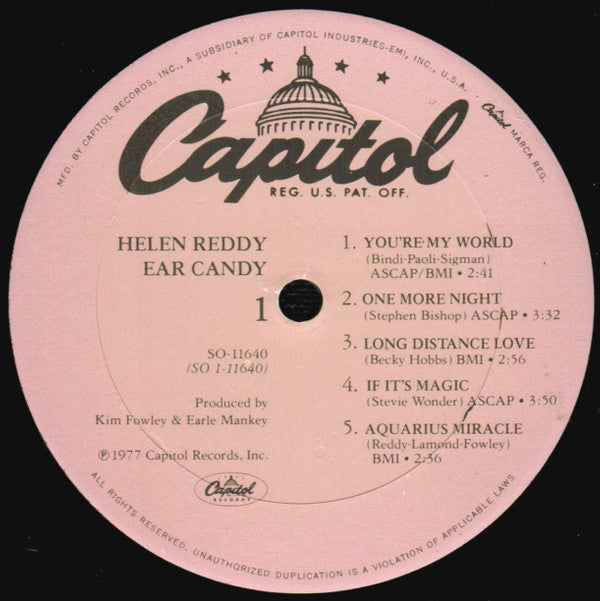 MFD. BY CAPITOL RECORDS, INC., A SUBSIDIARY OF CAPITOL INDUSTRIES-EMI, INC., U.S.A.
Capitol MARCA REG.
Capitol
REG. U.S. PAT. OFF.
HELEN REDDY
EAR CANDY
1
SO-11640
(SO 1-11640)
Produced by
Kim Fowley & Earle Mankey
℗ 1977 Capitol Records, Inc.
Capitol
RECORDS
1. YOU'RE MY WORLD
(Bindi-Paoli-Sigman)
ASCAP/BMI • 2:41
2. ONE MORE NIGHT
(Stephen Bishop) ASCAP • 3:32
3. LONG DISTANCE LOVE
(Becky Hobbs) BMI • 2:56
4. IF IT'S MAGIC
(Stevie Wonder) ASCAP • 3:50
5. AQUARIUS MIRACLE
(Reddy-Lamond-Fowley)
BMI • 2:36
ALL RIGHTS RESERVED. UNAUTHORIZED DUPLICATION IS A VIOLATION OF APPLICABLE LAWS